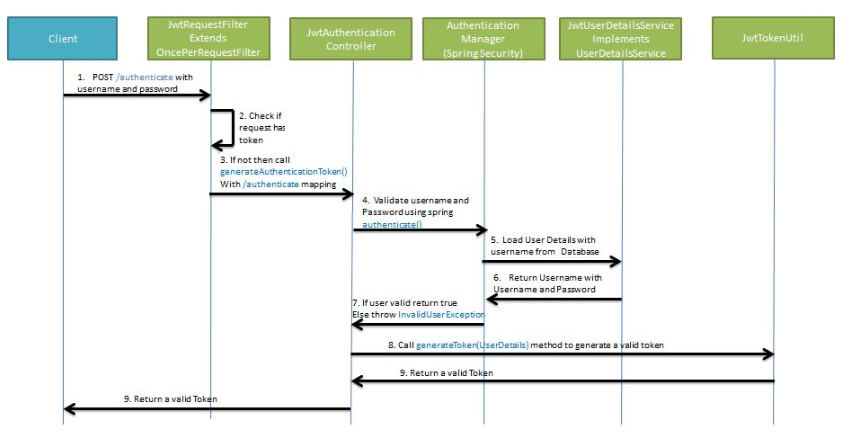 Client
JwtRequestFilter
Extends
OncePerRequestFilter
JwtAuthentication
Controller
Authentication
Manager
(Spring Security)
JwtUserDetailsService
Implements
UserDetailsService
JwtTokenUtil
1. POST /authenticate with
username and password
2. Check if
request has
token
3. If not then call
generateAuthenticationToken()
With /authenticate mapping
4. Validate username and
Password using spring
authenticate()
5. Load User Details with
username from Database
6. Return Username with
Username and Password
7. If user valid return true
Else throw InvalidUserException
8. Call generateToken(UserDetails) method to generate a valid token
9. Return a valid Token
9. Return a valid Token